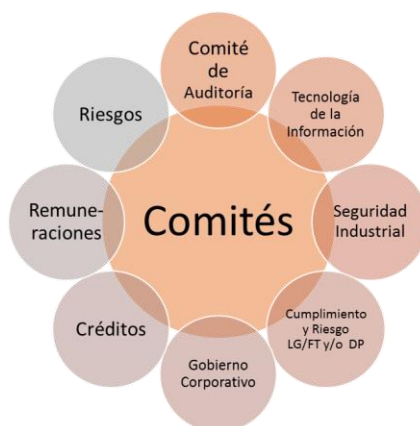 Comités
Comité
de
Auditoría
Tecnología
de la
Información
Seguridad
Industrial
Cumplimiento
y Riesgo
LG/FT y/o DP
Gobierno
Corporativo
Créditos
Remune-
raciones
Riesgos